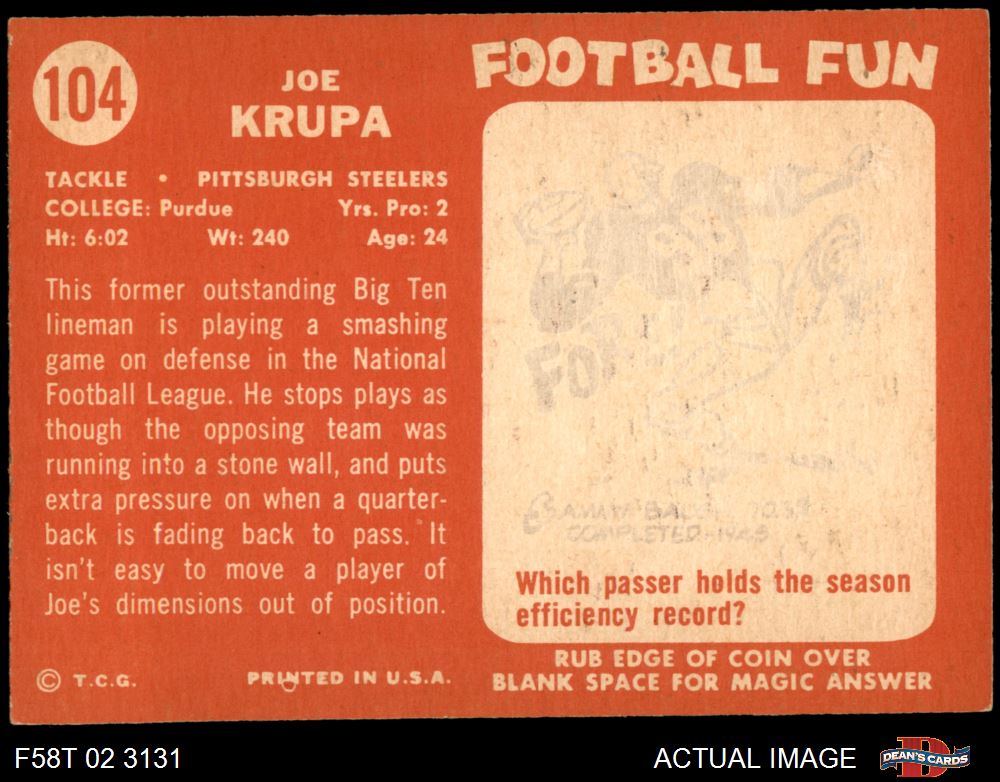 104
JOE
KRUPA
TACKLE • PITTSBURGH STEELERS
COLLEGE: Purdue Yrs. Pro: 2
Ht: 6:02 Wt: 240 Age: 24
This former outstanding Big Ten
lineman is playing a smashing
game on defense in the National
Football League. He stops plays as
though the opposing team was
running into a stone wall, and puts
extra pressure on when a quarter-
back is fading back to pass. It
isn't easy to move a player of
Joe's dimensions out of position.
© T.C.G. PRINTED IN U.S.A.
FOOTBALL FUN
COMPLETED
Which passer holds the season
efficiency record?
RUB EDGE OF COIN OVER
BLANK SPACE FOR MAGIC ANSWER
F58T 02 3131
ACTUAL IMAGE
DEAN'S CARDS